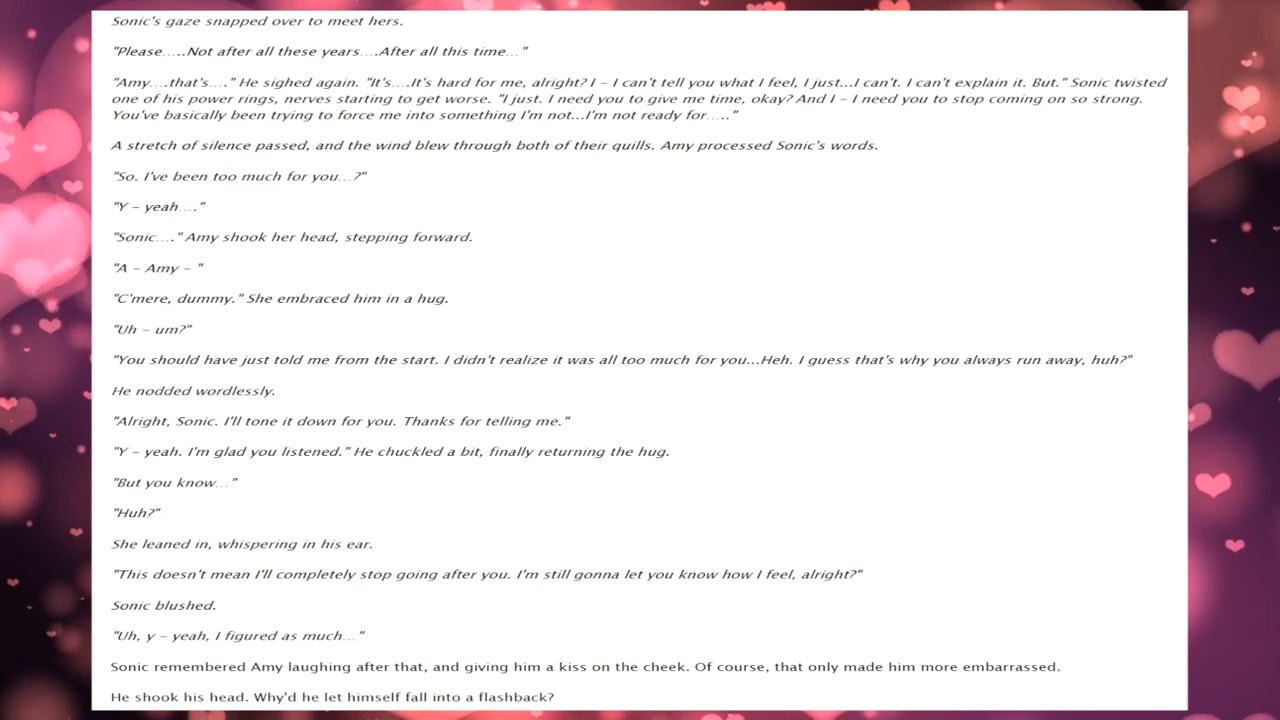 Sonic's gaze snapped over to meet hers.
"Please.....Not after all these years....After all this time..."
"Amy....that's...." He sighed again. "It's....It's hard for me, alright? I – I can't tell you what I feel, I just...I can't. I can't explain it. But." Sonic twisted
one of his power rings, nerves starting to get worse. "I just. I need you to give me time, okay? And I – I need you to stop coming on so strong.
You've basically been trying to force me into something I'm not...I'm not ready for....."
A stretch of silence passed, and the wind blew through both of their quills. Amy processed Sonic's words.
"So. I've been too much for you...?"
"Y – yeah...."
"Sonic...." Amy shook her head, stepping forward.
"A – Amy – "
"C'mere, dummy." She embraced him in a hug.
"Uh – um?"
"You should have just told me from the start. I didn't realize it was all too much for you...Heh. I guess that's why you always run away, huh?"
He nodded wordlessly.
"Alright, Sonic. I'll tone it down for you. Thanks for telling me."
"Y – yeah. I'm glad you listened." He chuckled a bit, finally returning the hug.
"But you know..."
"Huh?"
She leaned in, whispering in his ear.
"This doesn't mean I'll completely stop going after you. I'm still gonna let you know how I feel, alright?"
Sonic blushed.
"Uh, y – yeah, I figured as much..."
Sonic remembered Amy laughing after that, and giving him a kiss on the cheek. Of course, that only made him more embarrassed.
He shook his head. Why'd he let himself fall into a flashback?